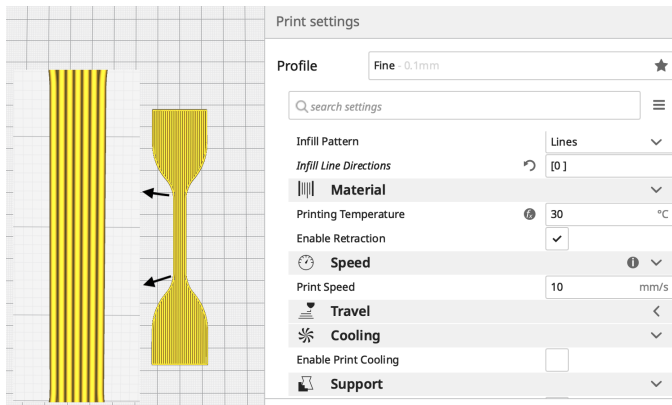 Print settings
Profile
Fine - 0.1mm
search settings
Infill Pattern
Lines
Infill Line Directions
[0 ]
Material
Printing Temperature
30
°C
Enable Retraction
Speed
Print Speed
10
mm/s
Travel
Cooling
Enable Print Cooling
Support